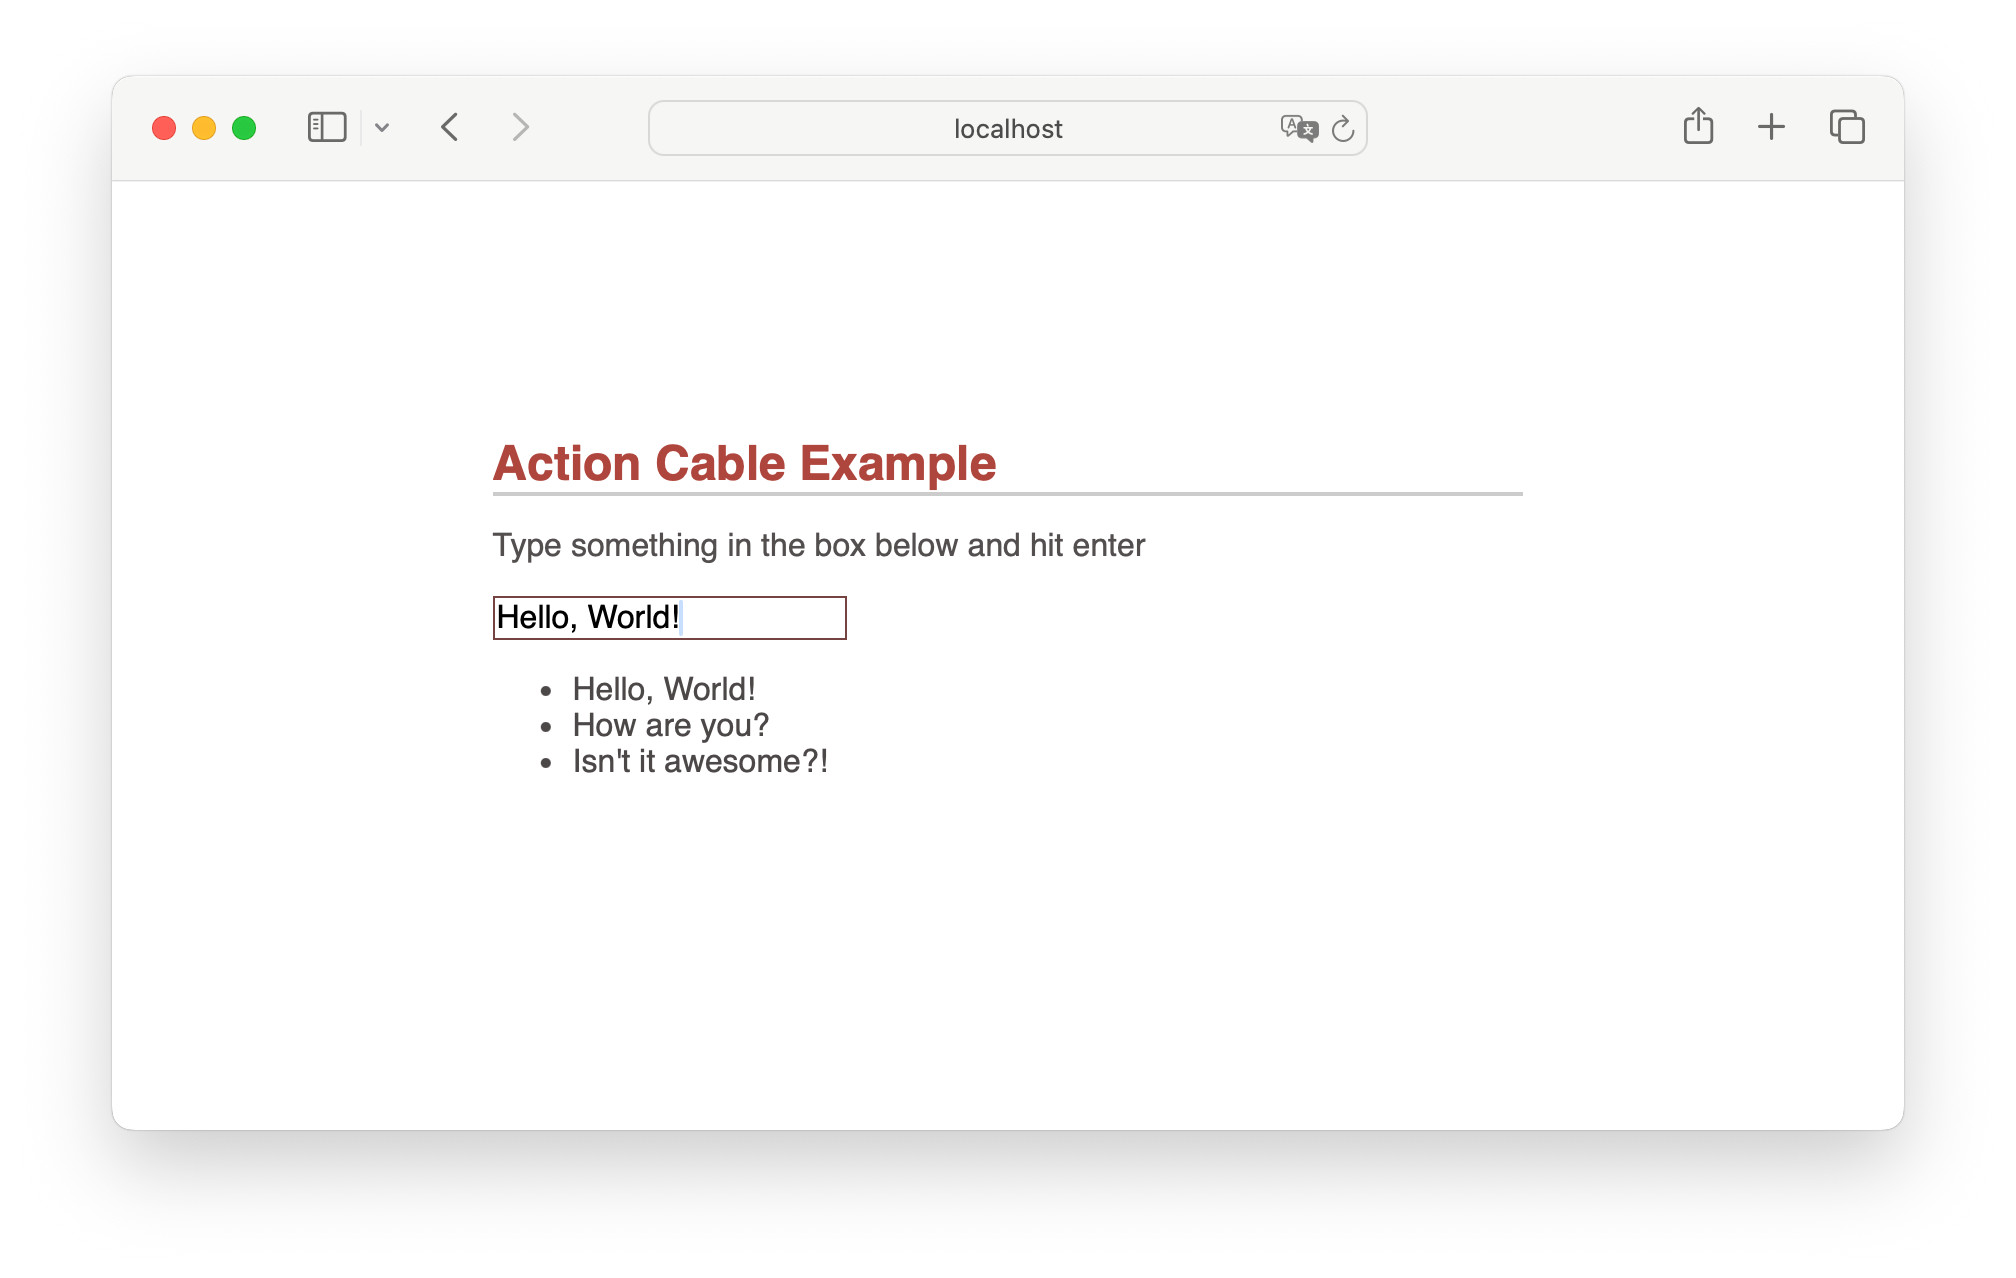 localhost
Action Cable Example
Type something in the box below and hit enter
Hello, World!
Hello, World!
How are you?
Isn't it awesome?!